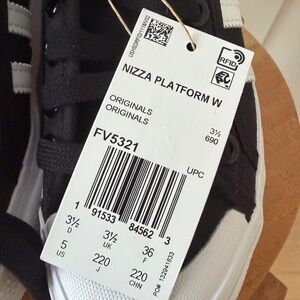 RFID
NIZZA PLATFORM W
ORIGINALS
ORIGINALS
3½
690
FV5321
UPC
1 91533 84562 3
3½ 3½ 36
D UK F
5 220 220
US J CHN